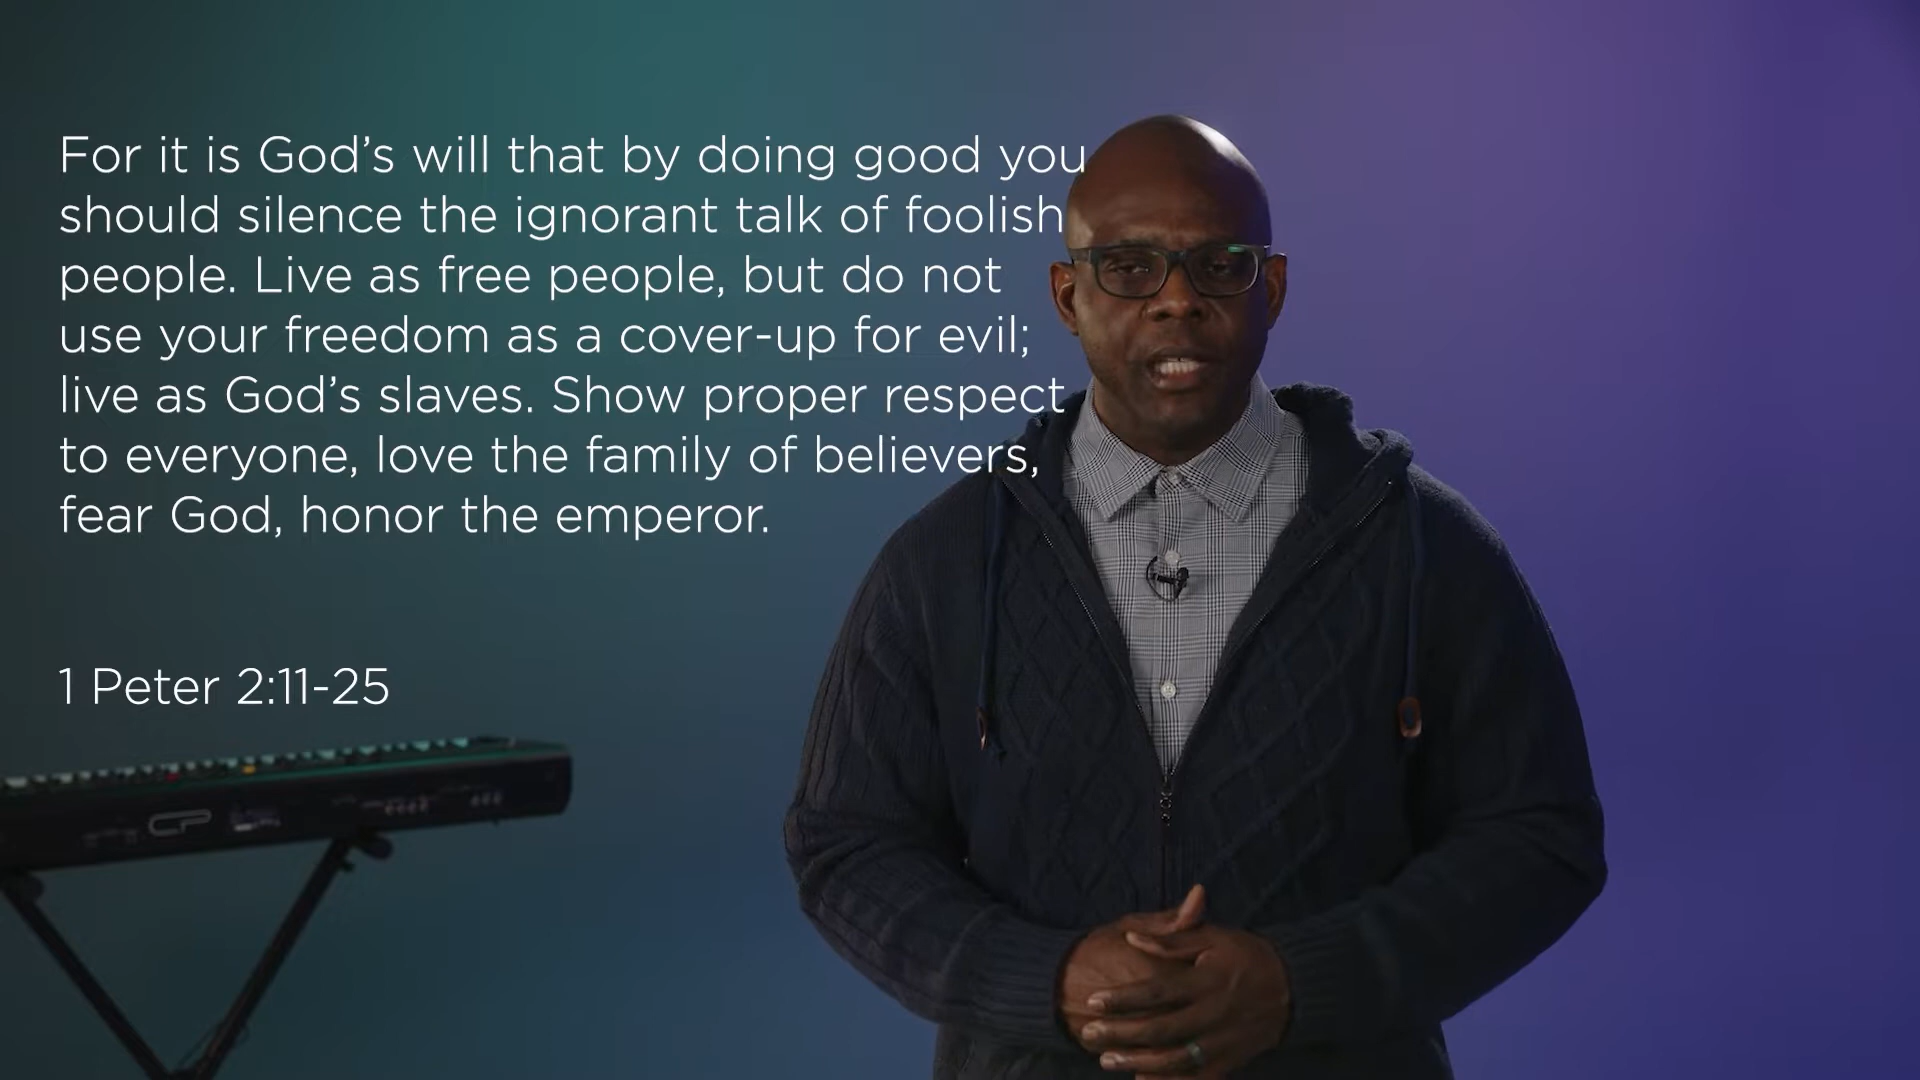 For it is God’s will that by doing good you
should silence the ignorant talk of foolish
people. Live as free people, but do not
use your freedom as a cover-up for evil;
live as God’s slaves. Show proper respect
to everyone, love the family of believers,
fear God, honor the emperor.
1 Peter 2:11-25
CP